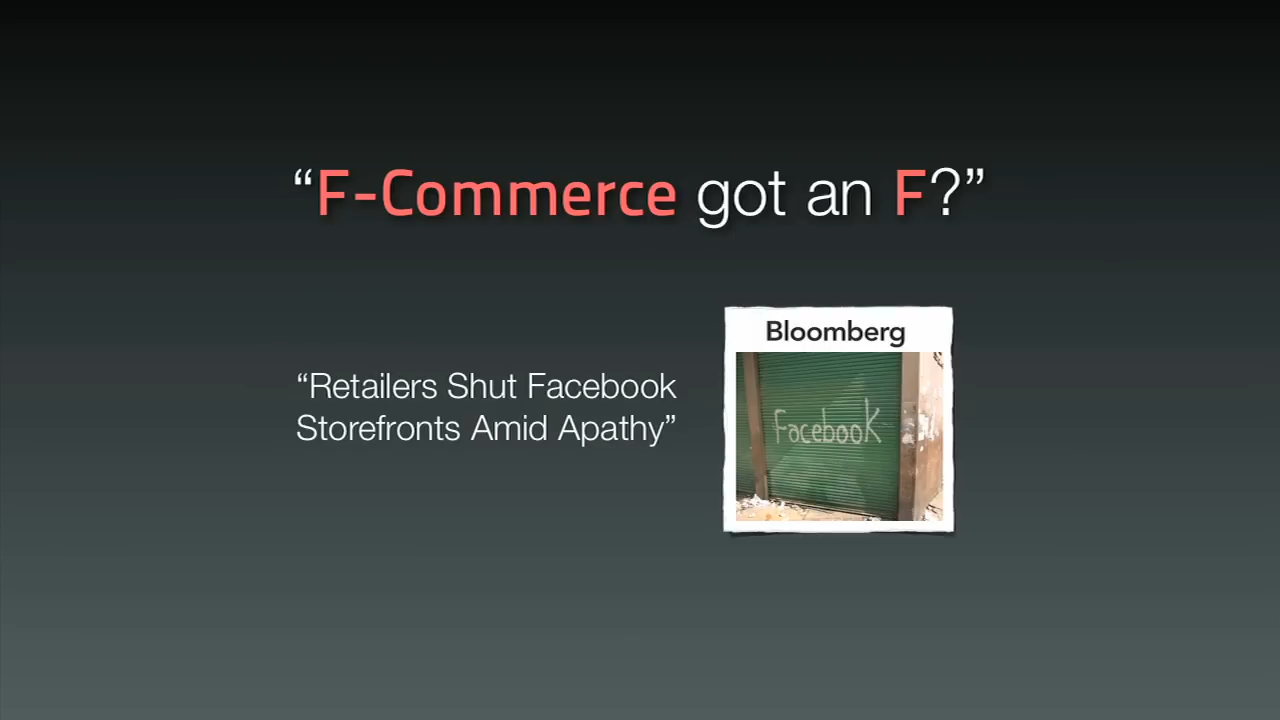 “F-Commerce got an F?”
“Retailers Shut Facebook
Storefronts Amid Apathy”
Bloomberg
Facebook